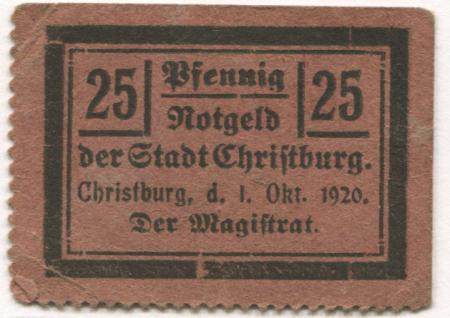 25 Pfennig 25
Notgeld
der Stadt Christburg.
Christburg, d. 1. Okt. 1920.
Der Magistrat.